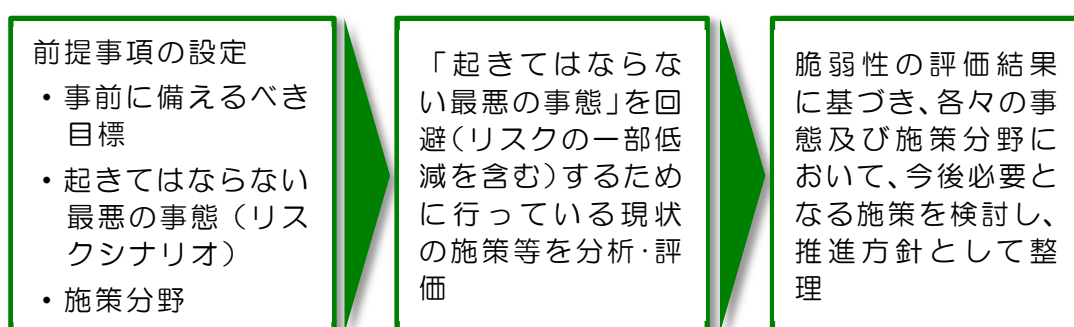 前提事項の設定
・事前に備えるべき
目標
・起きてはならない
最悪の事態（リス
クシナリオ）
・施策分野
「起きてはならな
い最悪の事態」を回
避（リスクの一部低
減を含む）するため
に行っている現状
の施策等を分析・評
価
脆弱性の評価結果
に基づき、各々の事
態及び施策分野に
おいて、今後必要と
なる施策を検討し、
推進方針として整
理